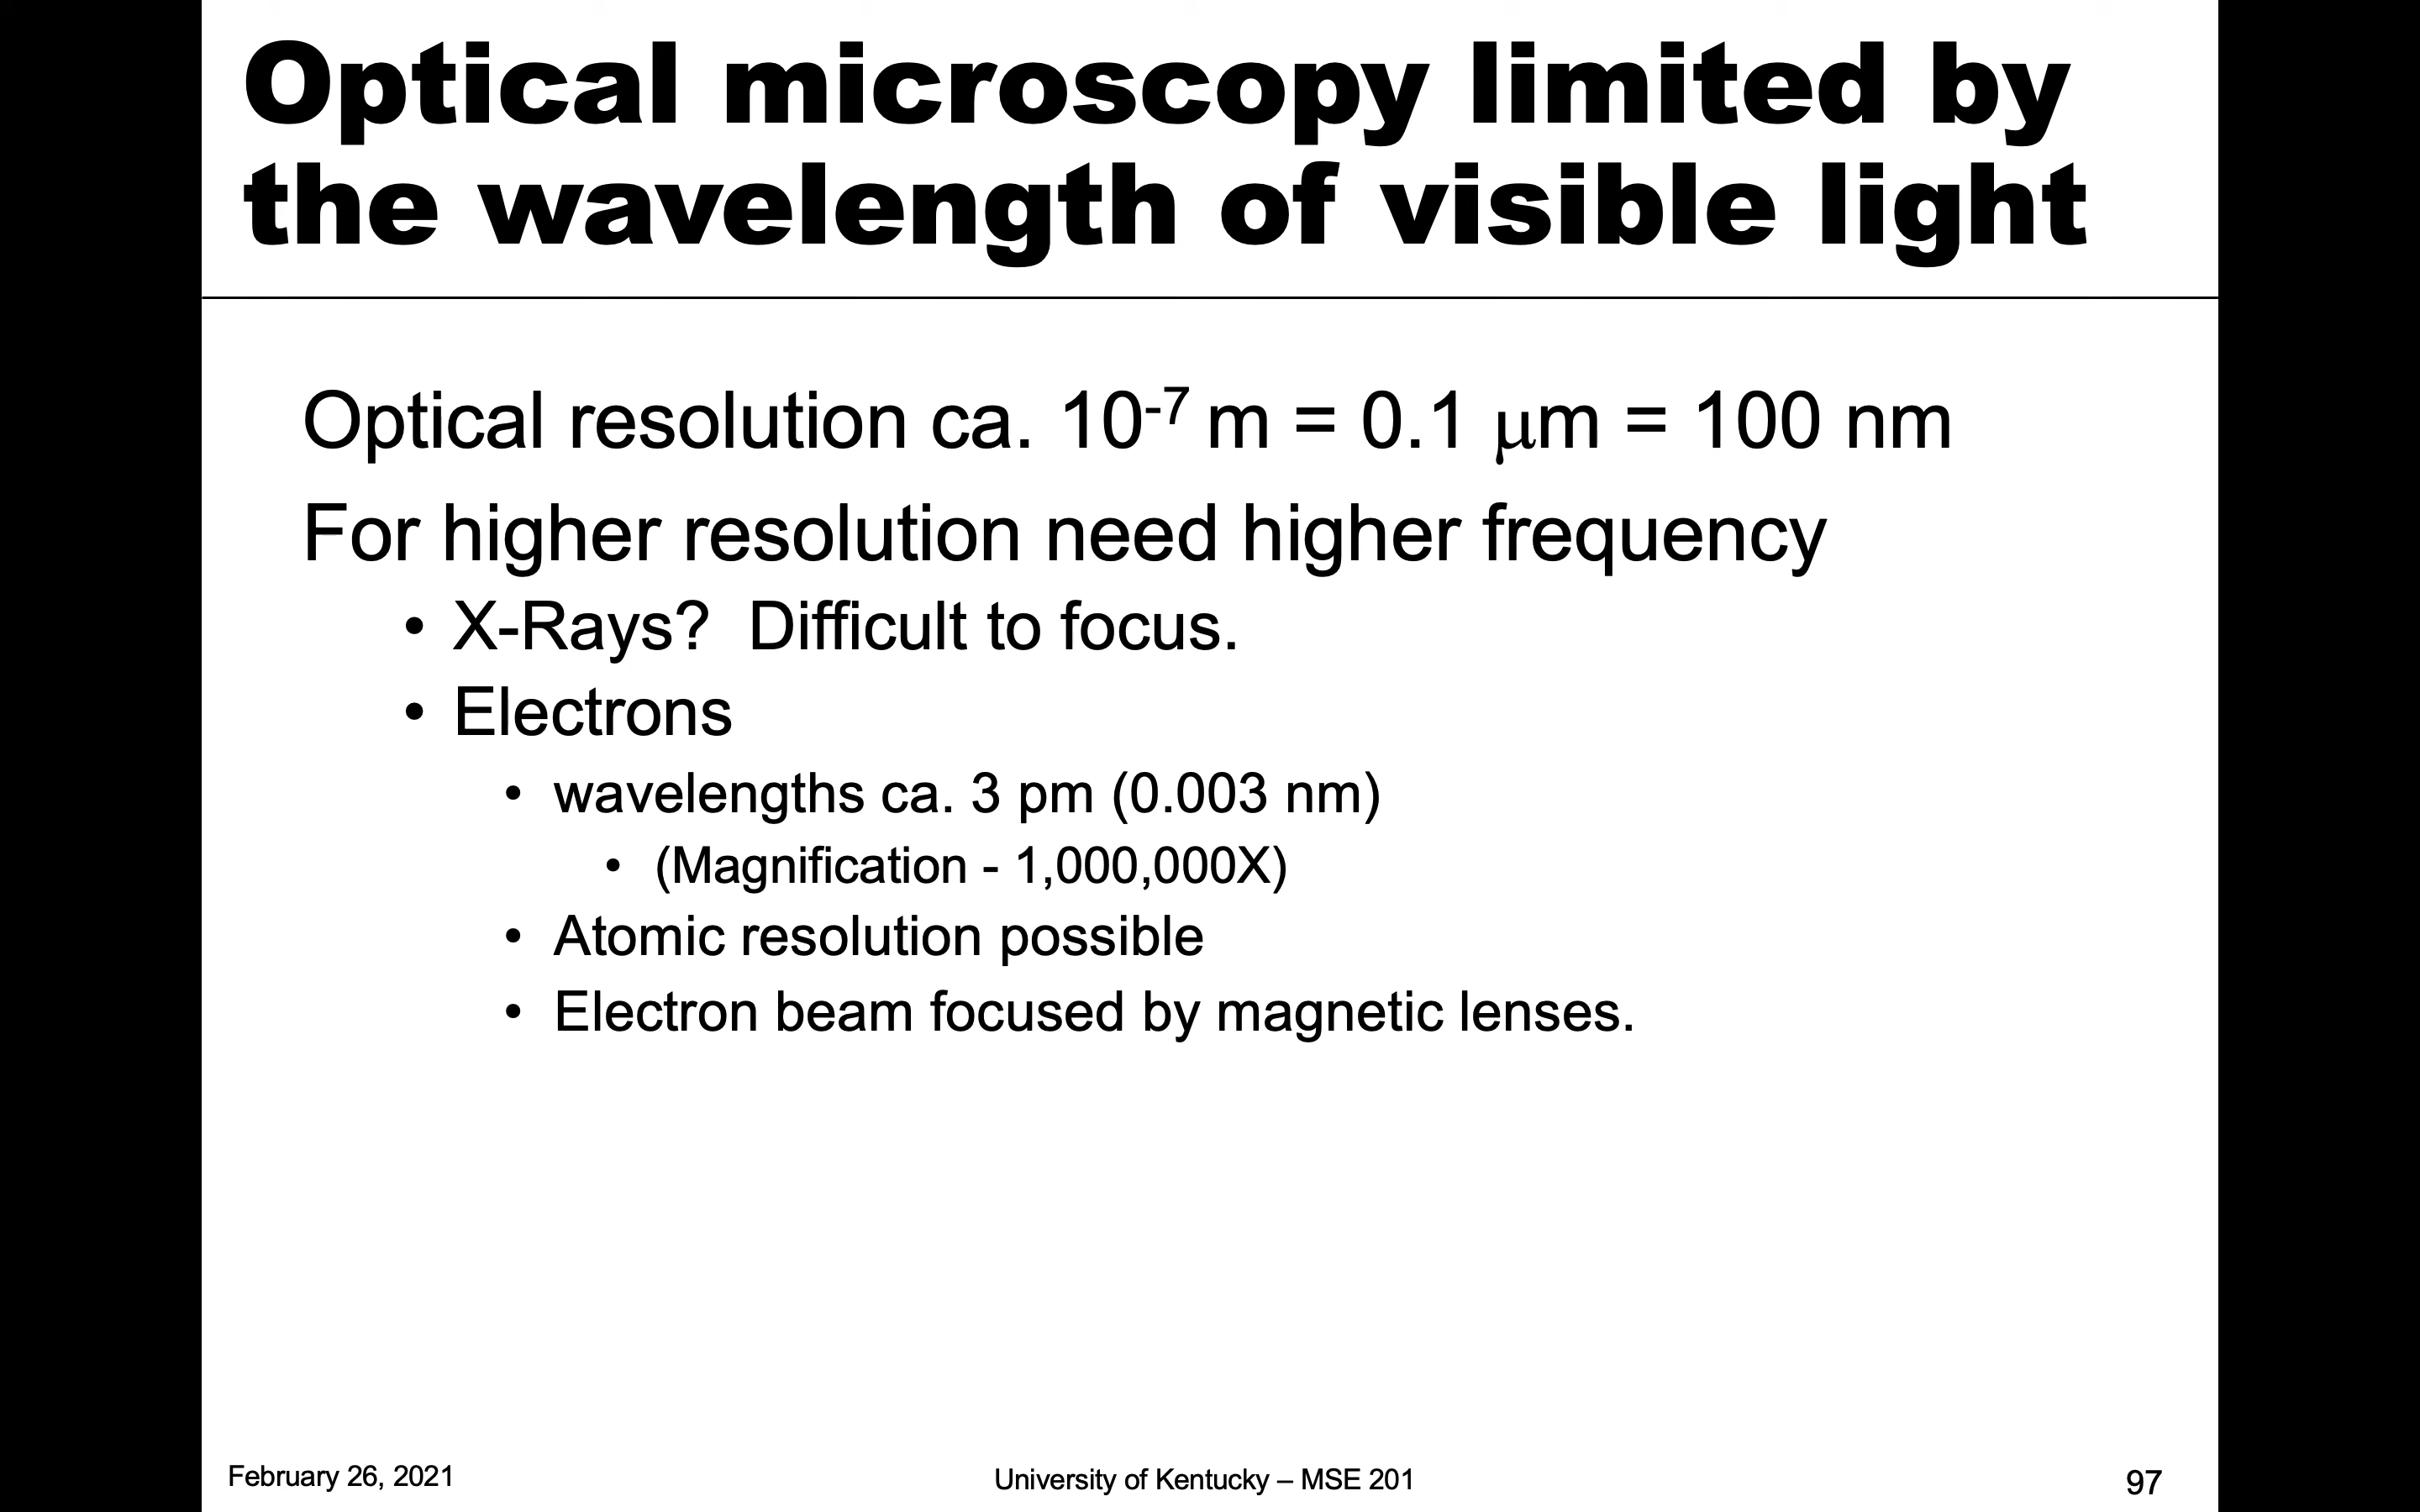 Optical microscopy limited by
the wavelength of visible light
Optical resolution ca. 10⁻⁷ m = 0.1 μm = 100 nm
For higher resolution need higher frequency
• X-Rays?  Difficult to focus.
• Electrons
• wavelengths ca. 3 pm (0.003 nm)
• (Magnification - 1,000,000X)
• Atomic resolution possible
• Electron beam focused by magnetic lenses.
February 26, 2021
University of Kentucky – MSE 201
97